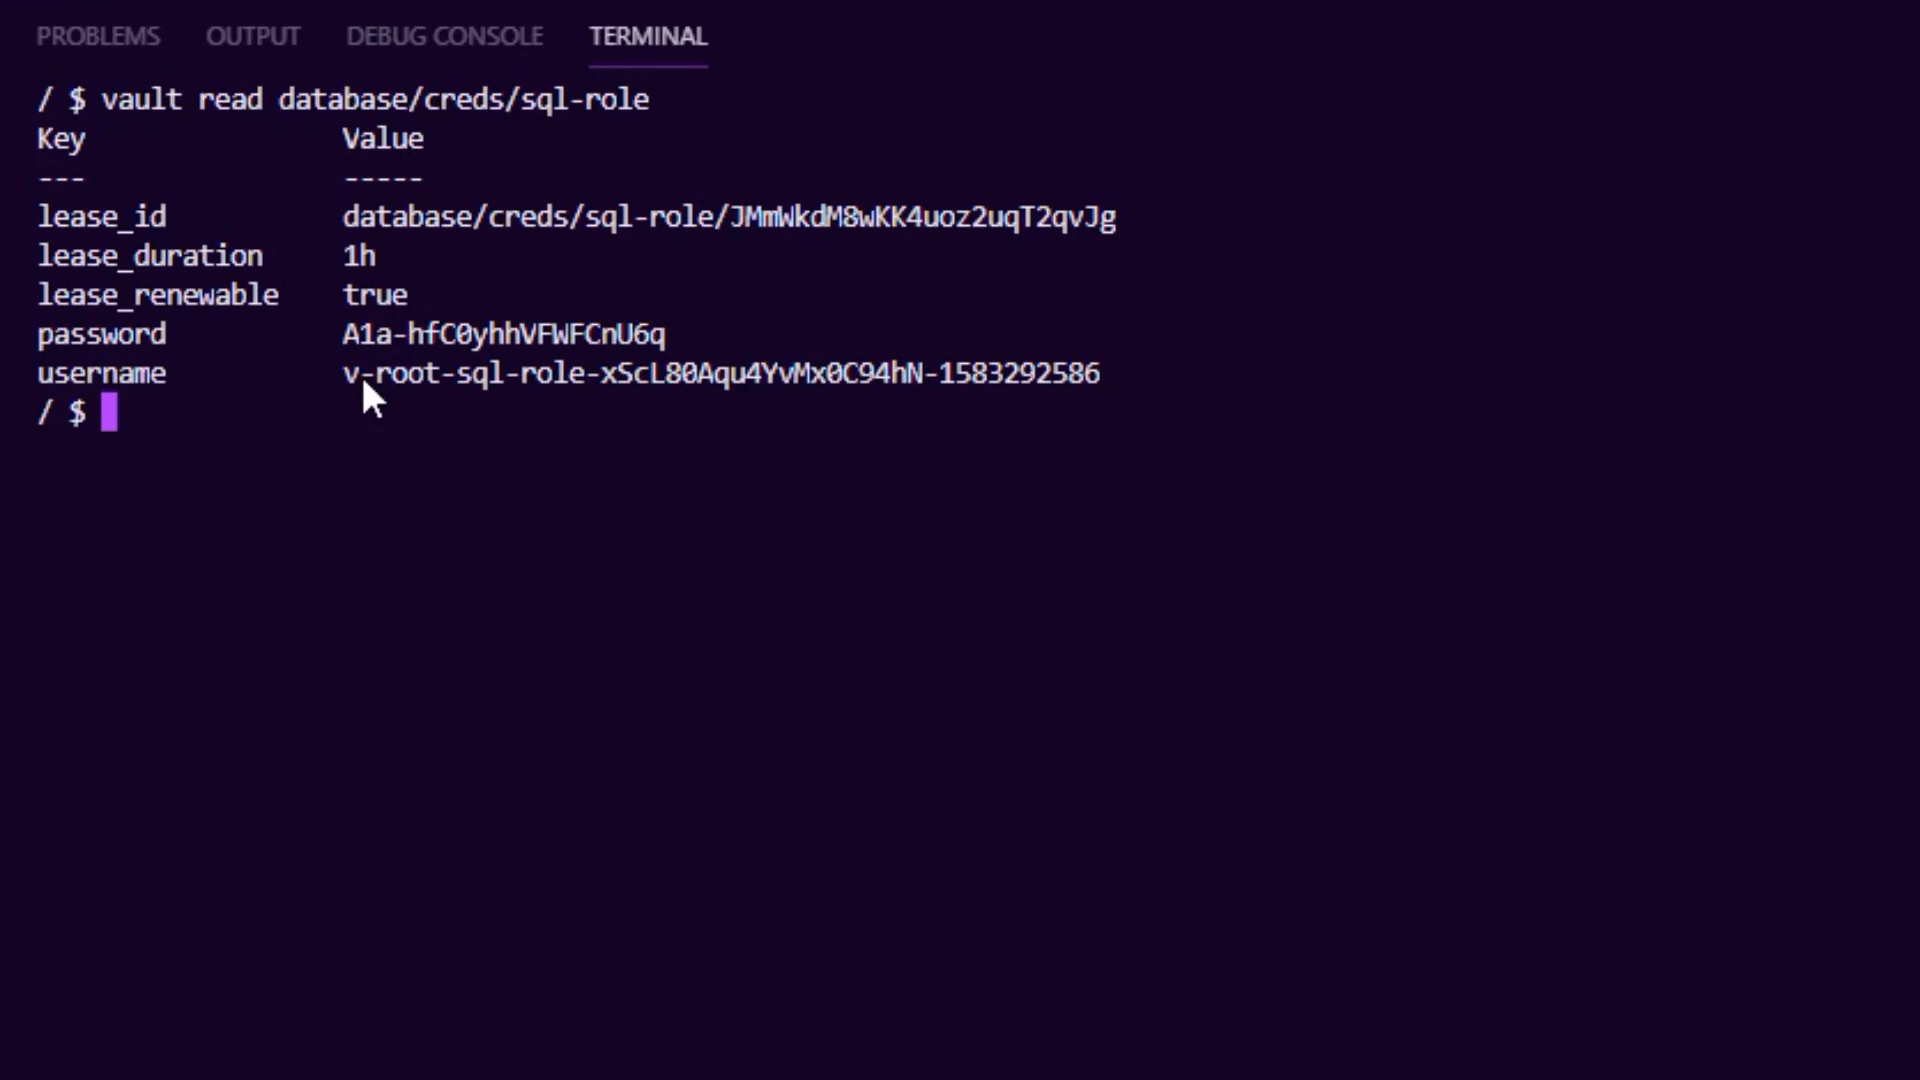 PROBLEMS OUTPUT DEBUG CONSOLE TERMINAL
/ $ vault read database/creds/sql-role
Key Value
--- -----
lease_id database/creds/sql-role/JMmWkdM8wKK4uoz2uqT2qvJg
lease_duration 1h
lease_renewable true
password A1a-hfC0yhhVFWFCnU6q
username v-root-sql-role-xScL80Aqu4YvMx0C94hN-1583292586
/ $